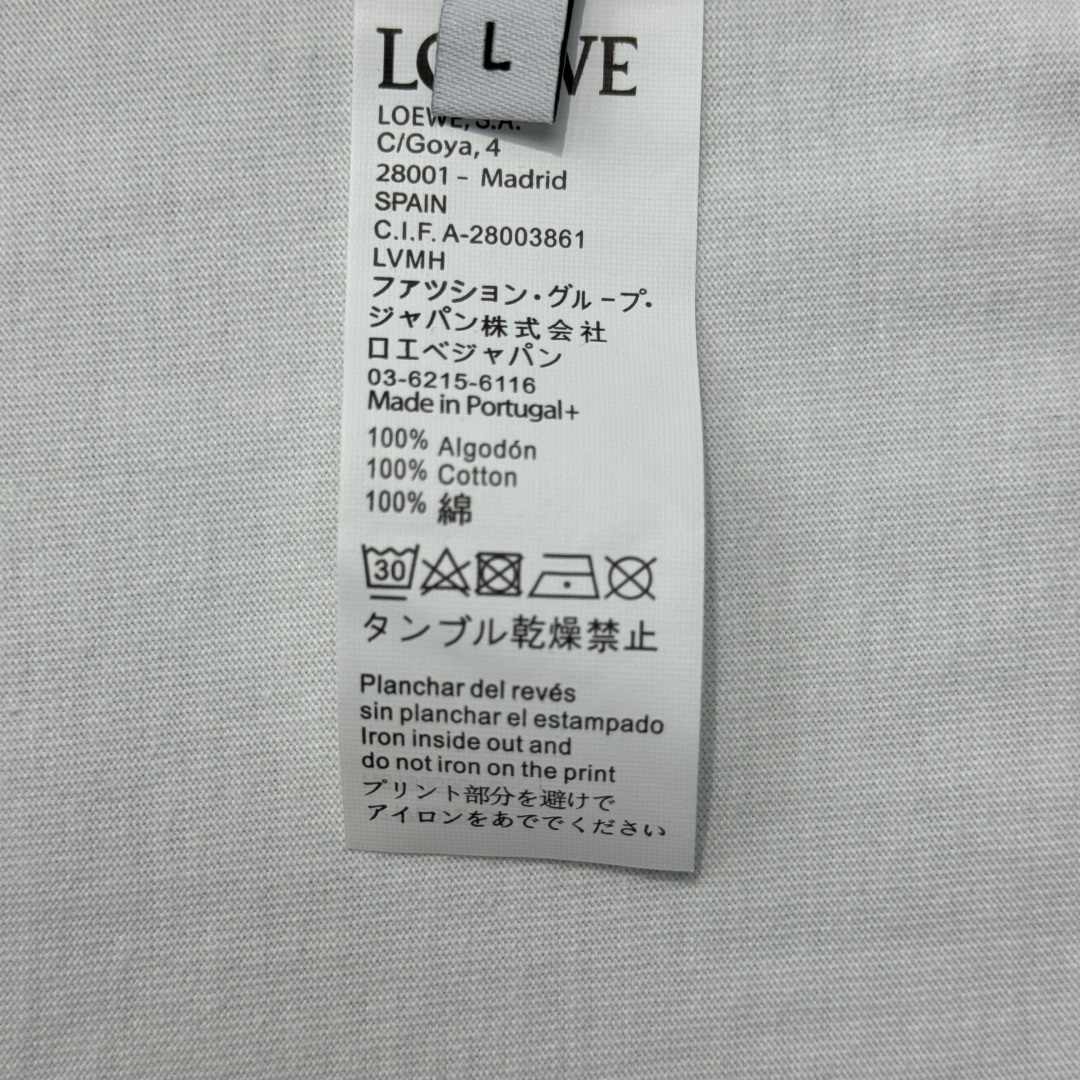 L
LOEWE
LOEWE, S.A.
C/Goya, 4
28001 - Madrid
SPAIN
C.I.F. A-28003861
LVMH
ファツション・グル－プ・
ジャパン株式会社
ロエベジャパン
03-6215-6116
Made in Portugal+
100% Algodón
100% Cotton
100% 綿
30
タンブル乾燥禁止
Planchar del revés
sin planchar el estampado
Iron inside out and
do not iron on the print
プリント部分を避けで
アイロンをあででください